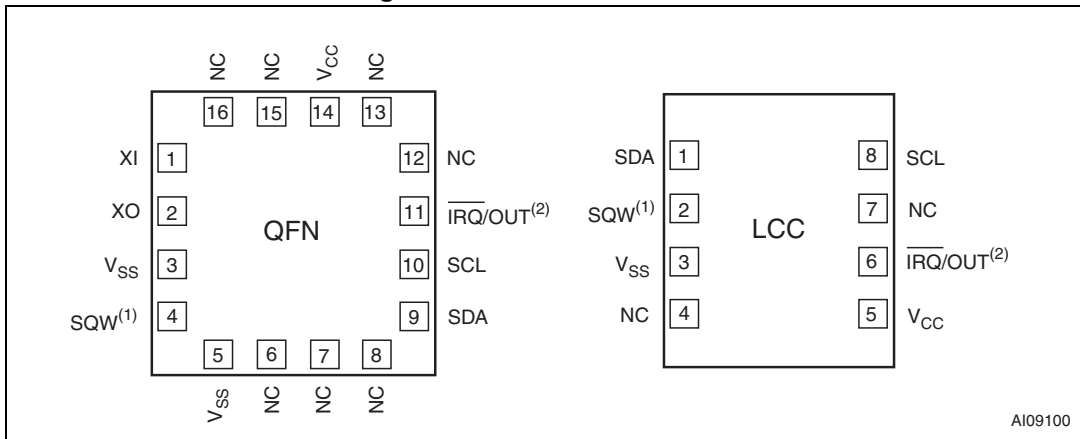 NC NC VCC NC
16 15 14 13
XI 1 12 NC
XO 2 11 IRQ/OUT(2)
QFN
VSS 3 10 SCL
SQW(1) 4 9 SDA
5 6 7 8
VSS NC NC NC
SDA 1 8 SCL
SQW(1) 2 7 NC
LCC
VSS 3 6 IRQ/OUT(2)
NC 4 5 VCC
AI09100